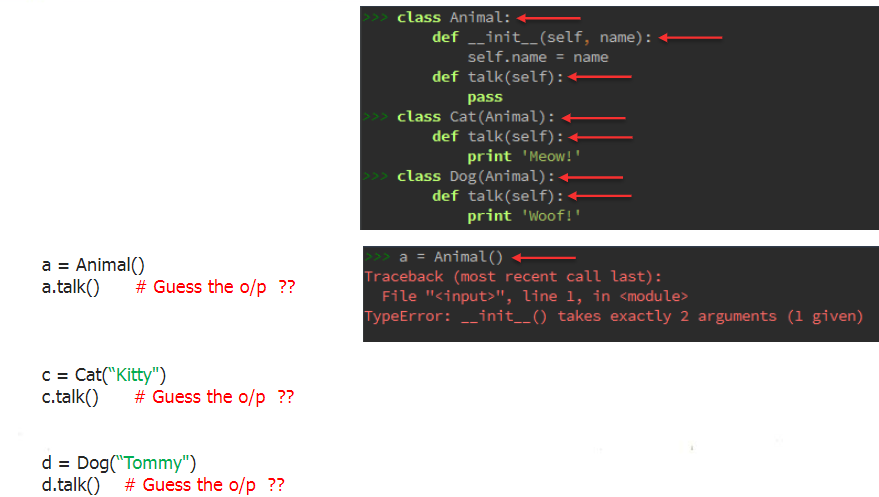 >>> class Animal:
def __init__(self, name):
self.name = name
def talk(self):
pass
>>> class Cat(Animal):
def talk(self):
print 'Meow!'
>>> class Dog(Animal):
def talk(self):
print 'Woof!'
a = Animal()
a.talk() # Guess the o/p ??
>>> a = Animal()
Traceback (most recent call last):
File "<input>", line 1, in <module>
TypeError: __init__() takes exactly 2 arguments (1 given)
c = Cat(“Kitty")
c.talk() # Guess the o/p ??
d = Dog(“Tommy")
d.talk() # Guess the o/p ??